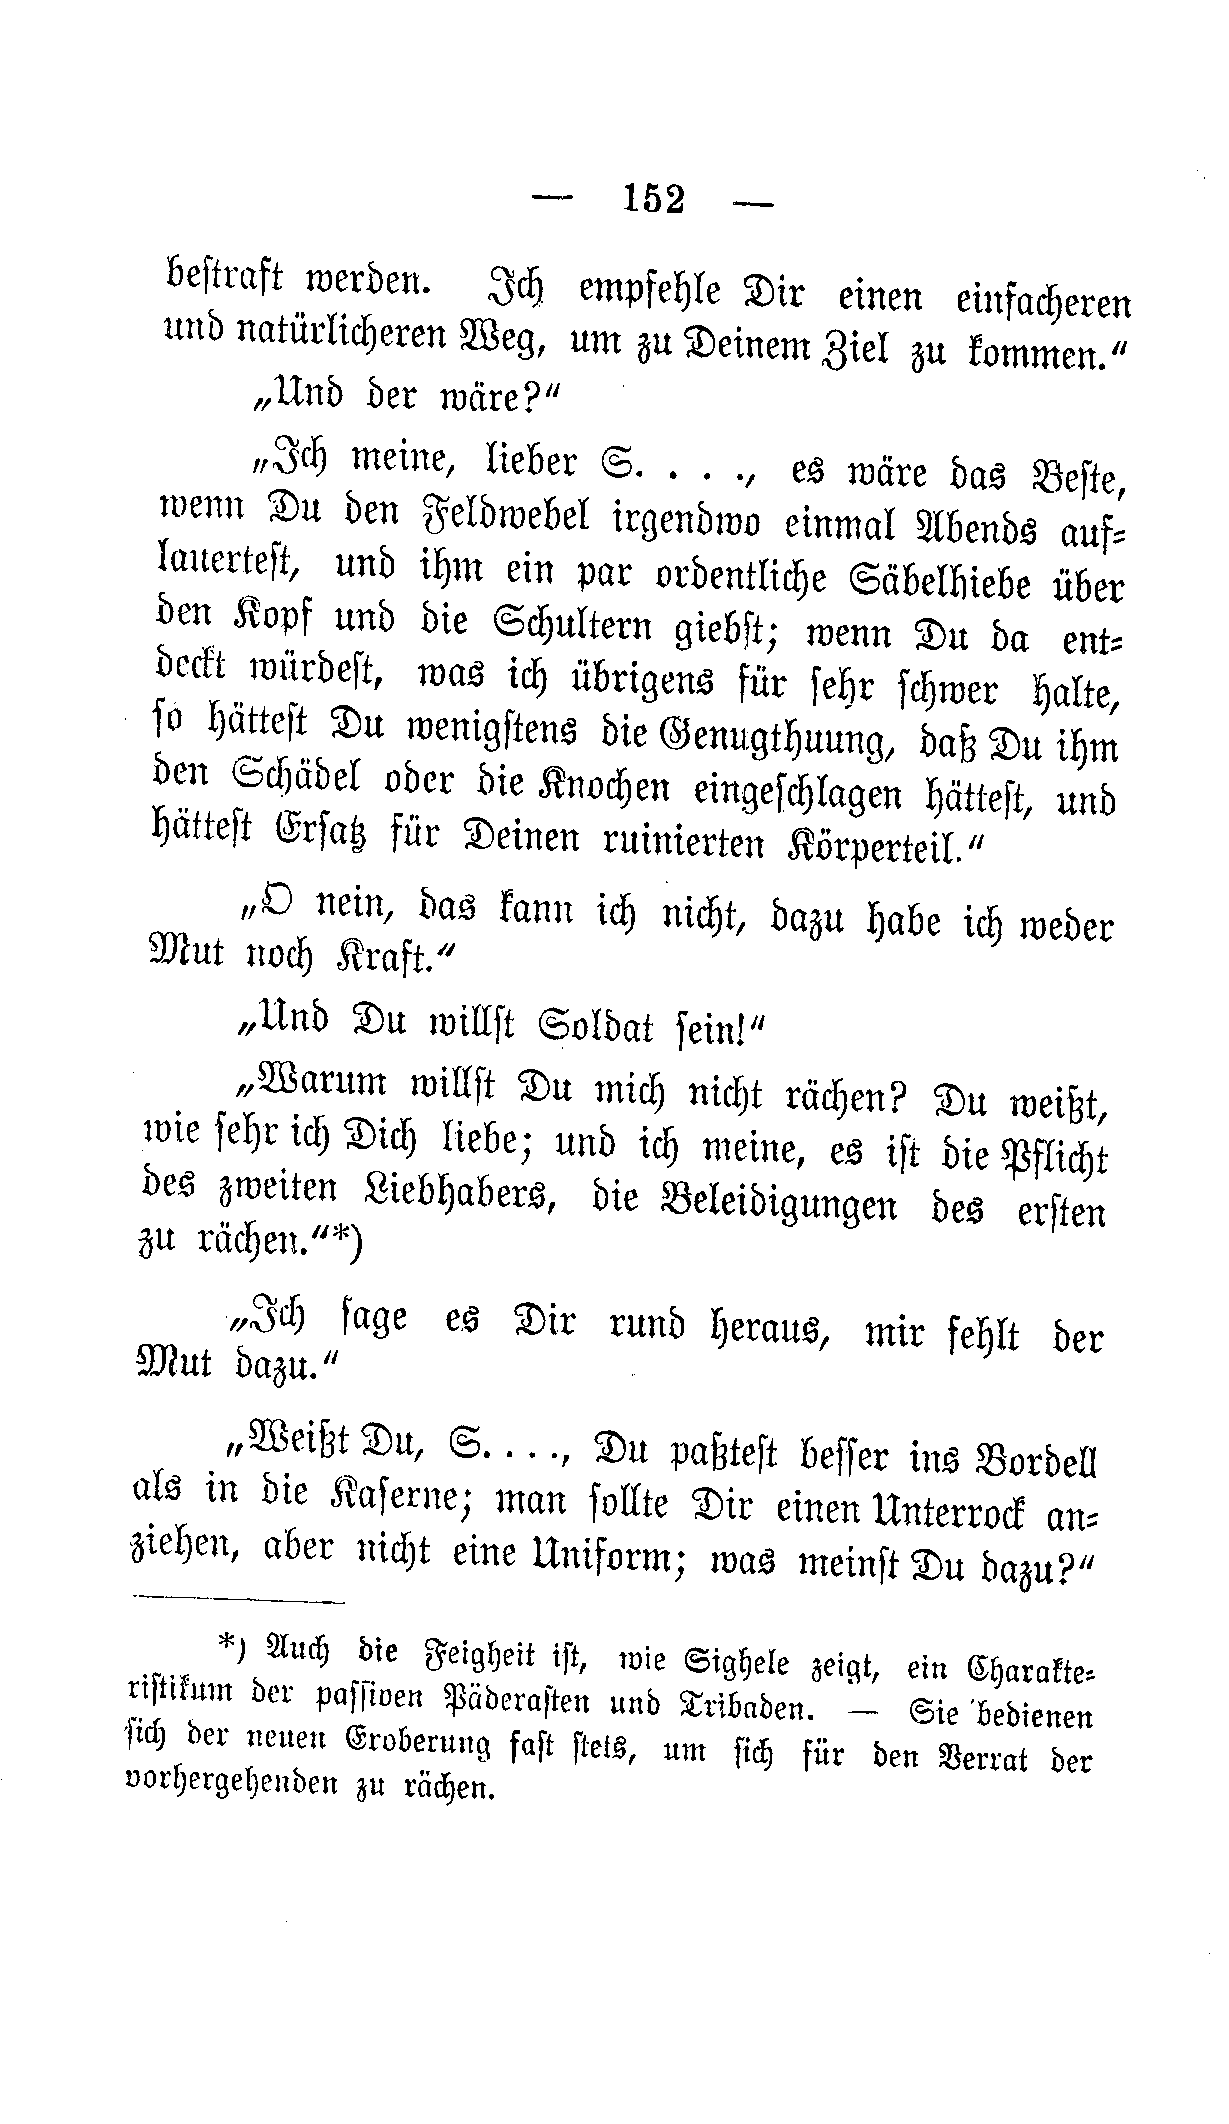 — 152 —
bestraft werden. Ich empfehle Dir einen einfacheren
und natürlicheren Weg, um zu Deinem Ziel zu kommen.“
„Und der wäre?“
„Ich meine, lieber S. . . ., es wäre das Beste,
wenn Du den Feldwebel irgendwo einmal Abends auf-
lauertest, und ihm ein par ordentliche Säbelhiebe über
den Kopf und die Schultern giebst; wenn Du da ent-
deckt würdest, was ich übrigens für sehr schwer halte,
so hättest Du wenigstens die Genugthuung, daß Du ihm
den Schädel oder die Knochen eingeschlagen hättest, und
hättest Ersatz für Deinen ruinierten Körperteil.“
„O nein, das kann ich nicht, dazu habe ich weder
Mut noch Kraft.“
„Und Du willst Soldat sein!“
„Warum willst Du mich nicht rächen? Du weißt,
wie sehr ich Dich liebe; und ich meine, es ist die Pflicht
des zweiten Liebhabers, die Beleidigungen des ersten
zu rächen.“*)
„Ich sage es Dir rund heraus, mir fehlt der
Mut dazu.“
„Weißt Du, S. . . ., Du paßtest besser ins Bordell
als in die Kaserne; man sollte Dir einen Unterrock an-
ziehen, aber nicht eine Uniform; was meinst Du dazu?“
*) Auch die Feigheit ist, wie Sighele zeigt, ein Charakte-
ristikum der passiven Päderasten und Tribaden. — Sie bedienen
sich der neuen Eroberung fast stets, um sich für den Verrat der
vorhergehenden zu rächen.